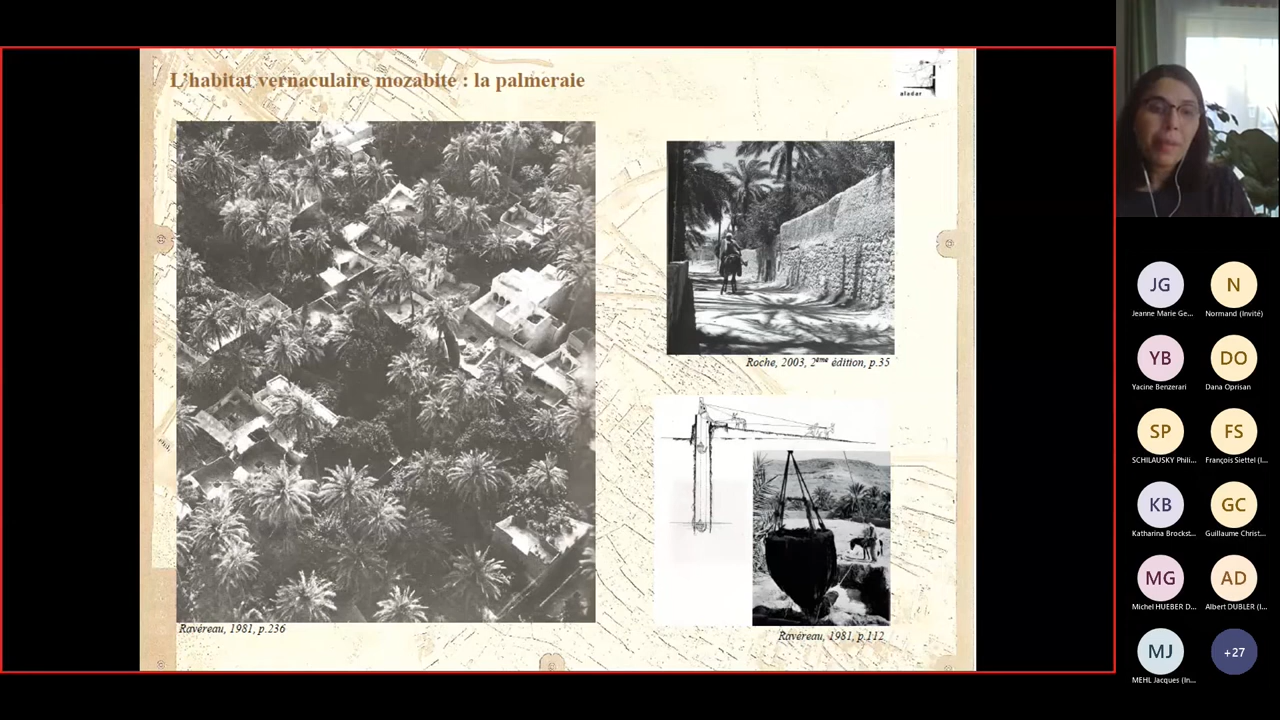 L'habitat vernaculaire mozabite : la palmeraie
aladar
Roche, 2003, 2ème édition, p.35
Ravéreau, 1981, p.236
Ravéreau, 1981, p.112
JG
Jeanne Marie Ge...
N
Normand (Invité)
YB
Yacine Benzerari
DO
Dana Oprisan
SP
SCHILAUSKY Phili...
FS
François Siettel (I...
KB
Katharina Brockst...
GC
Guillaume Christ...
MG
Michel HUEBER D...
AD
Albert DUBLER (I...
MJ
MEHL Jacques (In...
+27